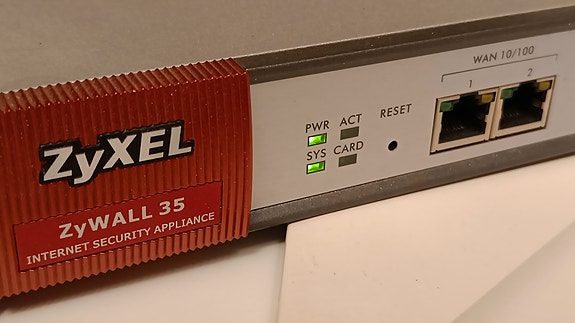 ZyXEL
ZyWALL 35
INTERNET SECURITY APPLIANCE
PWR ACT
SYS CARD
RESET
WAN 10/100
1 2